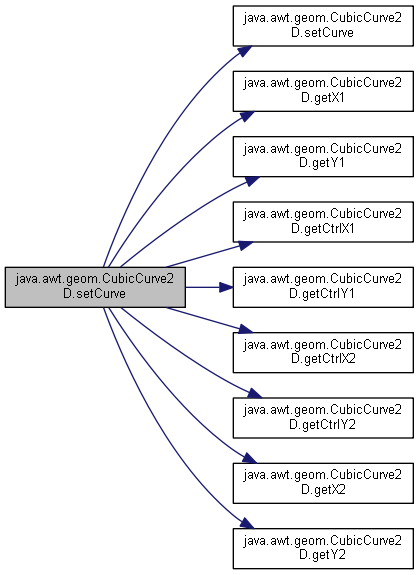 java.awt.geom.CubicCurve2
D.setCurve
java.awt.geom.CubicCurve2
D.setCurve
java.awt.geom.CubicCurve2
D.getX1
java.awt.geom.CubicCurve2
D.getY1
java.awt.geom.CubicCurve2
D.getCtrlX1
java.awt.geom.CubicCurve2
D.getCtrlY1
java.awt.geom.CubicCurve2
D.getCtrlX2
java.awt.geom.CubicCurve2
D.getCtrlY2
java.awt.geom.CubicCurve2
D.getX2
java.awt.geom.CubicCurve2
D.getY2